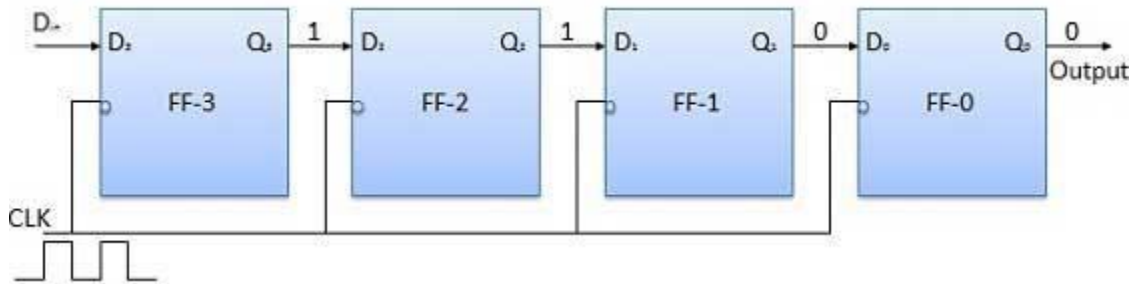 D₃ Q₃ 1 D₂ Q₂ 1 D₁ Q₁ 0 D₀ Q₀ 0
Output
FF-3 FF-2 FF-1 FF-0
CLK